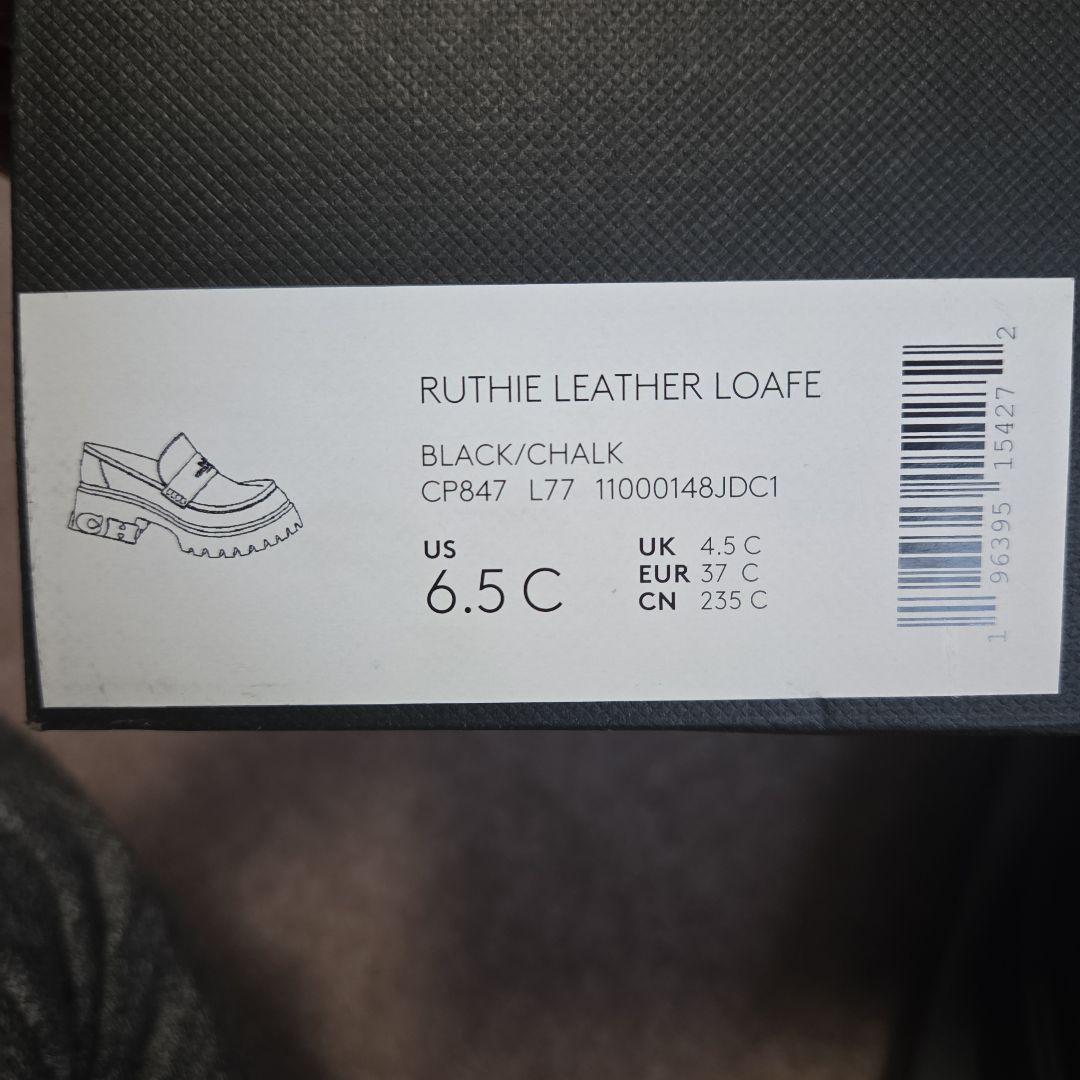 RUTHIE LEATHER LOAFE
BLACK/CHALK
CP847 L77 11000148JDC1
US
6.5 C
UK 4.5 C
EUR 37 C
CN 235 C
1 96395 15427 2
CH